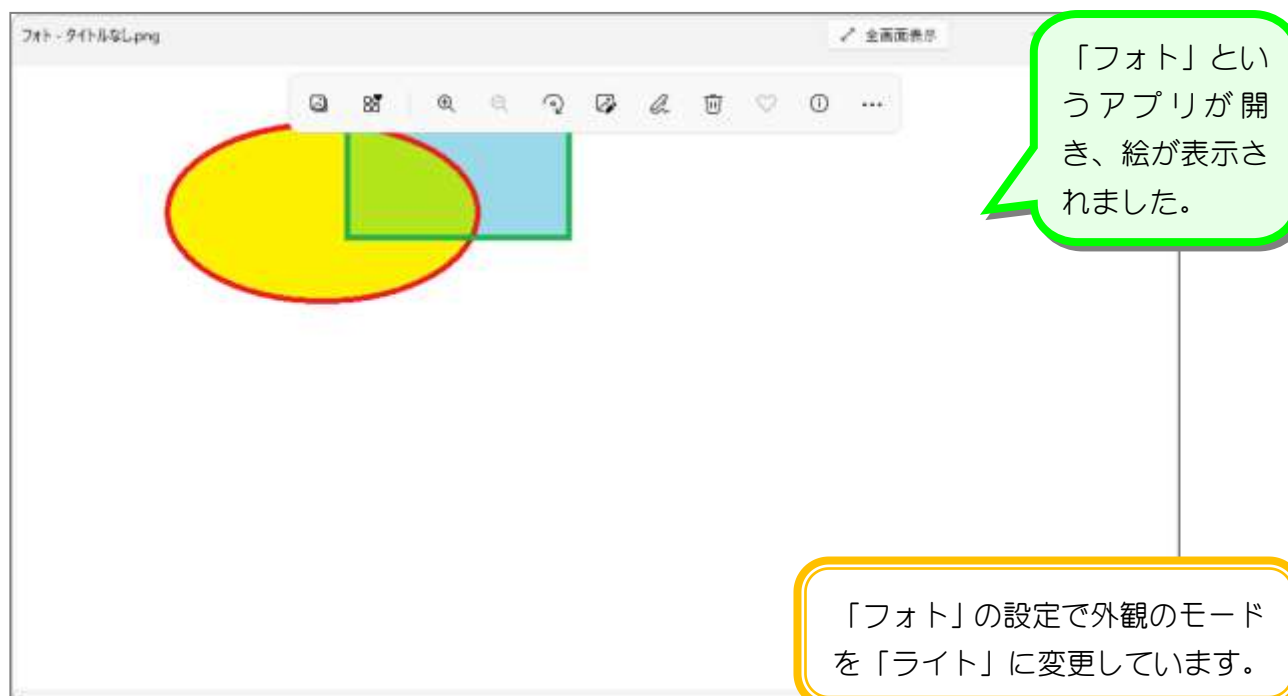 フォト - タイトルなし.png
全画面表示
「フォト」とい
うアプリが開
き、絵が表示さ
れました。
「フォト」の設定で外観のモード
を「ライト」に変更しています。